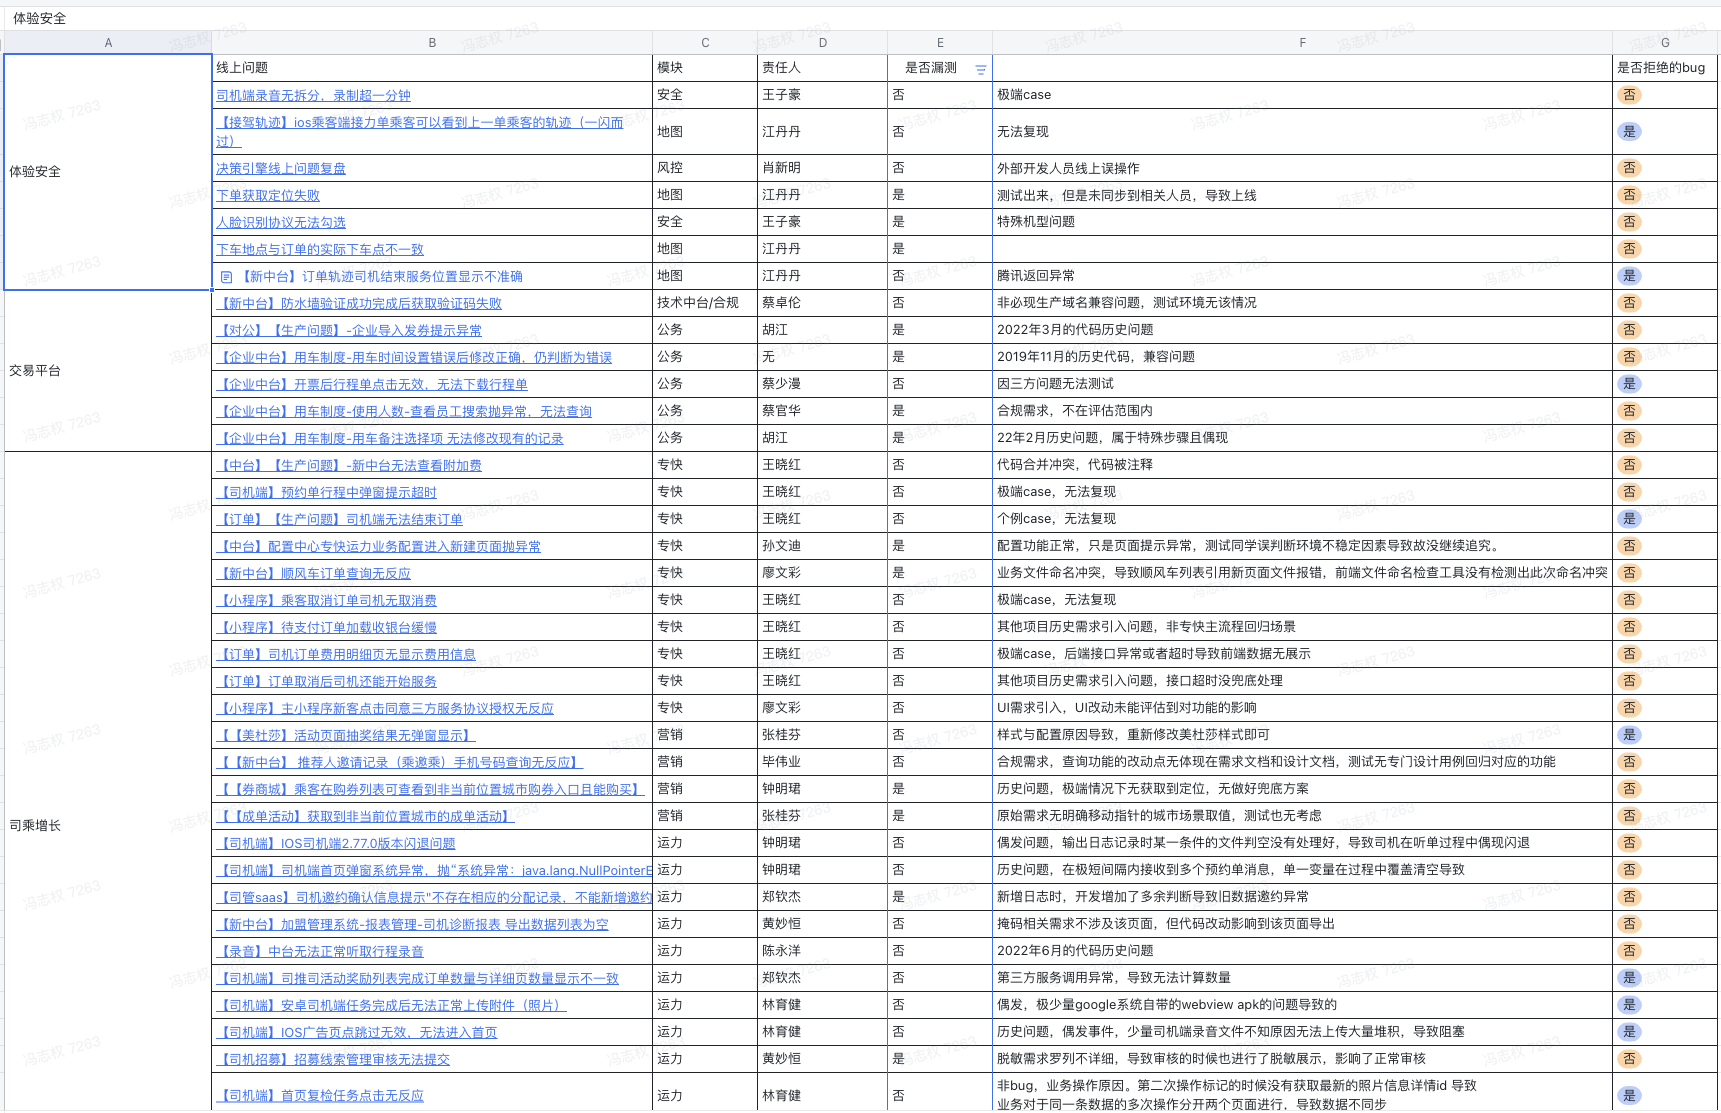 体验安全
A B C D E F G
线上问题 模块 责任人 是否漏测 是否拒绝的bug
体验安全
司机端录音无拆分，录制超一分钟 安全 王子豪 否 极端case 否
【接驾轨迹】ios乘客端接力单乘客可以看到上一单乘客的轨迹（一闪而
过） 地图 江丹丹 否 无法复现 是
决策引擎线上问题复盘 风控 肖新明 否 外部开发人员线上误操作 否
下单获取定位失败 地图 江丹丹 是 测试出来，但是未同步到相关人员，导致上线 否
人脸识别协议无法勾选 安全 王子豪 是 特殊机型问题 否
下车地点与订单的实际下车点不一致 地图 江丹丹 是 否
【新中台】订单轨迹司机结束服务位置显示不准确 地图 江丹丹 否 腾讯返回异常 是
交易平台
【新中台】防水墙验证成功完成后获取验证码失败 技术中台/合规 蔡卓伦 否 非必现生产域名兼容问题，测试环境无该情况 否
【对公】【生产问题】-企业导入发券提示异常 公务 胡江 是 2022年3月的代码历史问题 否
【企业中台】用车制度-用车时间设置错误后修改正确，仍判断为错误 公务 无 是 2019年11月的历史代码，兼容问题 否
【企业中台】开票后行程单点击无效，无法下载行程单 公务 蔡少漫 否 因三方问题无法测试 是
【企业中台】用车制度-使用人数-查看员工搜索抛异常，无法查询 公务 蔡官华 是 合规需求，不在评估范围内 否
【企业中台】用车制度-用车备注选择项 无法修改现有的记录 公务 胡江 是 22年2月历史问题，属于特殊步骤且偶现 否
司乘增长
【中台】【生产问题】-新中台无法查看附加费 专快 王晓红 否 代码合并冲突，代码被注释 否
【司机端】预约单行程中弹窗提示超时 专快 王晓红 否 极端case，无法复现 否
【订单】【生产问题】司机端无法结束订单 专快 王晓红 否 个例case，无法复现 是
【中台】配置中心专快运力业务配置进入新建页面抛异常 专快 孙文迪 是 配置功能正常，只是页面提示异常，测试同学误判断环境不稳定因素导致故没继续追究。 否
【新中台】顺风车订单查询无反应 专快 廖文彩 是 业务文件命名冲突，导致顺风车列表引用新页面文件报错，前端文件命名检查工具没有检测出此次命名冲突 否
【小程序】乘客取消订单司机无取消费 专快 王晓红 否 极端case，无法复现 否
【小程序】待支付订单加载收银台缓慢 专快 王晓红 否 其他项目历史需求引入问题，非专快主流程回归场景 否
【订单】司机订单费用明细页无显示费用信息 专快 王晓红 否 极端case，后端接口异常或者超时导致前端数据无展示 否
【订单】订单取消后司机还能开始服务 专快 王晓红 否 其他项目历史需求引入问题，接口超时没兜底处理 否
【小程序】主小程序新客点击同意三方服务协议授权无反应 专快 廖文彩 否 UI需求引入，UI改动未能评估到对功能的影响 否
【【美杜莎】活动页面抽奖结果无弹窗显示】 营销 张桂芬 否 样式与配置原因导致，重新修改美杜莎样式即可 是
【【新中台】 推荐人邀请记录（乘邀乘）手机号码查询无反应】 营销 毕伟业 否 合规需求，查询功能的改动点无体现在需求文档和设计文档，测试无专门设计用例回归对应的功能 否
【【券商城】乘客在购券列表可查看到非当前位置城市购券入口且能购买】 营销 钟明珺 是 历史问题，极端情况下无获取到定位，无做好兜底方案 否
【【成单活动】获取到非当前位置城市的成单活动】 营销 张桂芬 是 原始需求无明确移动指针的城市场景取值，测试也无考虑 否
【司机端】IOS司机端2.77.0版本闪退问题 运力 钟明珺 否 偶发问题，输出日志记录时某一条件的文件判空没有处理好，导致司机在听单过程中偶现闪退 否
【司机端】司机端首页弹窗系统异常，抛“系统异常：java.lang.NullPointerE 运力 钟明珺 否 历史问题，在极短间隔内接收到多个预约单消息，单一变量在过程中覆盖清空导致 否
【司管saas】司机邀约确认信息提示"不存在相应的分配记录，不能新增邀约 运力 郑钦杰 是 新增日志时，开发增加了多余判断导致旧数据邀约异常 否
【新中台】加盟管理系统-报表管理-司机诊断报表 导出数据列表为空 运力 黄妙恒 否 掩码相关需求不涉及该页面，但代码改动影响到该页面导出 否
【录音】中台无法正常听取行程录音 运力 陈永洋 否 2022年6月的代码历史问题 否
【司机端】司推司活动奖励列表完成订单数量与详细页数量显示不一致 运力 郑钦杰 否 第三方服务调用异常，导致无法计算数量 是
【司机端】安卓司机端任务完成后无法正常上传附件（照片） 运力 林育健 否 偶发，极少量google系统自带的webview apk的问题导致的 是
【司机端】IOS广告页点跳过无效，无法进入首页 运力 林育健 否 历史问题，偶发事件，少量司机端录音文件不知原因无法上传大量堆积，导致阻塞 是
【司机招募】招募线索管理审核无法提交 运力 黄妙恒 是 脱敏需求罗列不详细，导致审核的时候也进行了脱敏展示，影响了正常审核 否
【司机端】首页复检任务点击无反应 运力 林育健 否 非bug，业务操作原因。第二次操作标记的时候没有获取最新的照片信息详情id 导致 是
业务对于同一条数据的多次操作分开两个页面进行，导致数据不同步
冯志权 7263